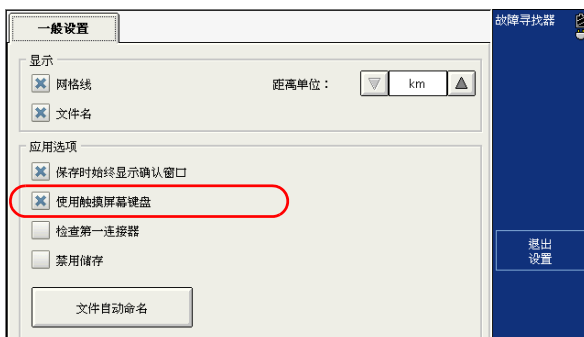 一般设置
故障寻找器
显示
网格线
距离单位：
km
文件名
应用选项
保存时始终显示确认窗口
使用触摸屏幕键盘
检查第一连接器
禁用储存
退出
设置
文件自动命名